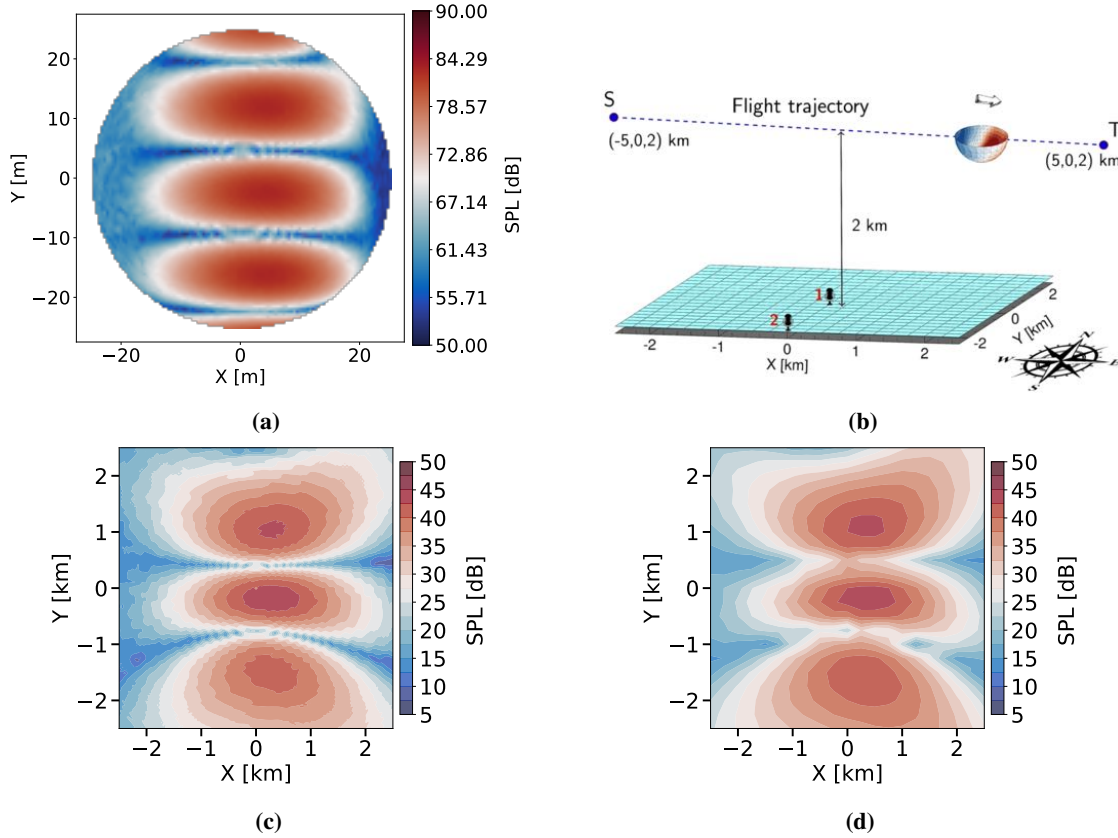 90.00
84.29
78.57
72.86
67.14
61.43
55.71
50.00
SPL [dB]
20
10
0
−10
−20
Y [m]
−20
0
20
X [m]
(a)
S
(-5,0,2) km
Flight trajectory
T
(5,0,2) km
2 km
1
2
-2
-1
0
1
2
X [km]
-2
0
2
Y [km]
N
W
E
S
(b)
2
1
0
−1
−2
Y [km]
−2
−1
0
1
2
X [km]
50
45
40
35
30
25
20
15
10
5
SPL [dB]
(c)
2
1
0
−1
−2
Y [km]
−2
−1
0
1
2
X [km]
50
45
40
35
30
25
20
15
10
5
SPL [dB]
(d)